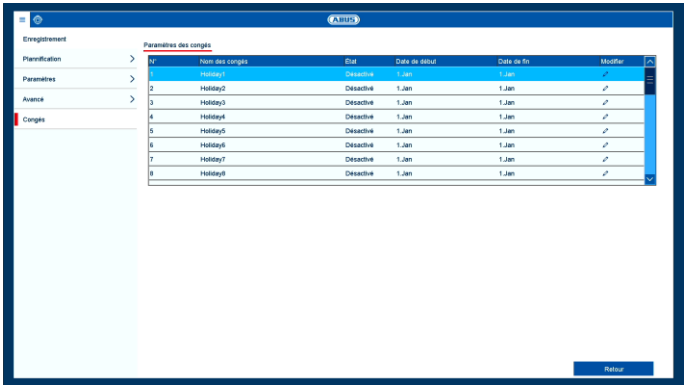 ABUS
Enregistrement
Plannification
Paramètres
Avancé
Congés
Paramètres des congés
N° Nom des congés État Date de début Date de fin Modifier
1 Holiday1 Désactivé 1.Jan 1.Jan
2 Holiday2 Désactivé 1.Jan 1.Jan
3 Holiday3 Désactivé 1.Jan 1.Jan
4 Holiday4 Désactivé 1.Jan 1.Jan
5 Holiday5 Désactivé 1.Jan 1.Jan
6 Holiday6 Désactivé 1.Jan 1.Jan
7 Holiday7 Désactivé 1.Jan 1.Jan
8 Holiday8 Désactivé 1.Jan 1.Jan
Retour